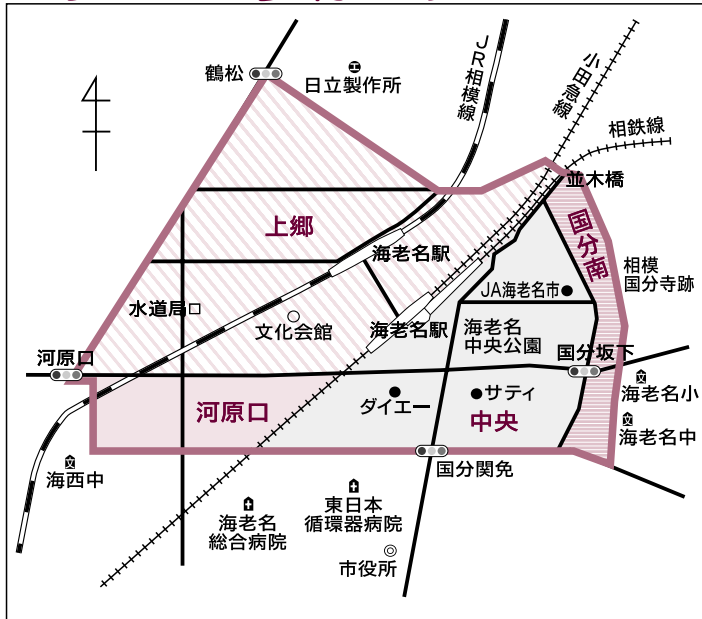 鶴松
日立製作所
JR相模線
小田急線
相鉄線
並木橋
国分南
上郷
海老名駅
相模
国分寺跡
JA海老名市
水道局
文化会館
海老名駅
海老名
中央公園
河原口
国分坂下
海老名小
ダイエー
サティ
河原口
中央
海老名中
国分関免
海西中
海老名
総合病院
東日本
循環器病院
市役所